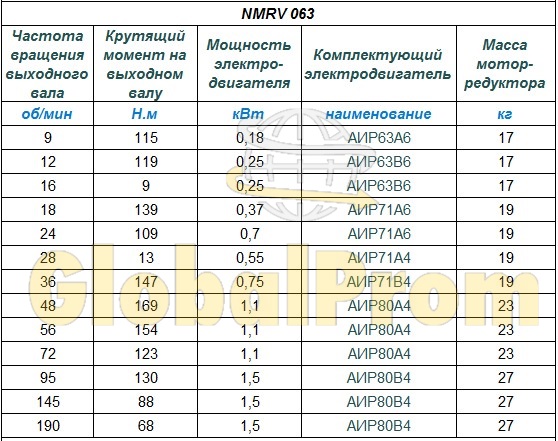 NMRV 063
Частота вращения выходного вала | Крутящий момент на выходном валу | Мощность электро-двигателя | Комплектующий электродвигатель | Масса мотор-редуктора
об/мин | Н.м | кВт | наименование | кг
9 | 115 | 0,18 | АИР63А6 | 17
12 | 119 | 0,25 | АИР63В6 | 17
16 | 9 | 0,25 | АИР63В6 | 17
18 | 139 | 0,37 | АИР71А6 | 19
24 | 109 | 0,7 | АИР71А6 | 19
28 | 13 | 0,55 | АИР71А4 | 19
36 | 147 | 0,75 | АИР71В4 | 19
48 | 169 | 1,1 | АИР80А4 | 23
56 | 154 | 1,1 | АИР80А4 | 23
72 | 123 | 1,1 | АИР80А4 | 23
95 | 130 | 1,5 | АИР80В4 | 27
145 | 88 | 1,5 | АИР80В4 | 27
190 | 68 | 1,5 | АИР80В4 | 27
GlobalProm